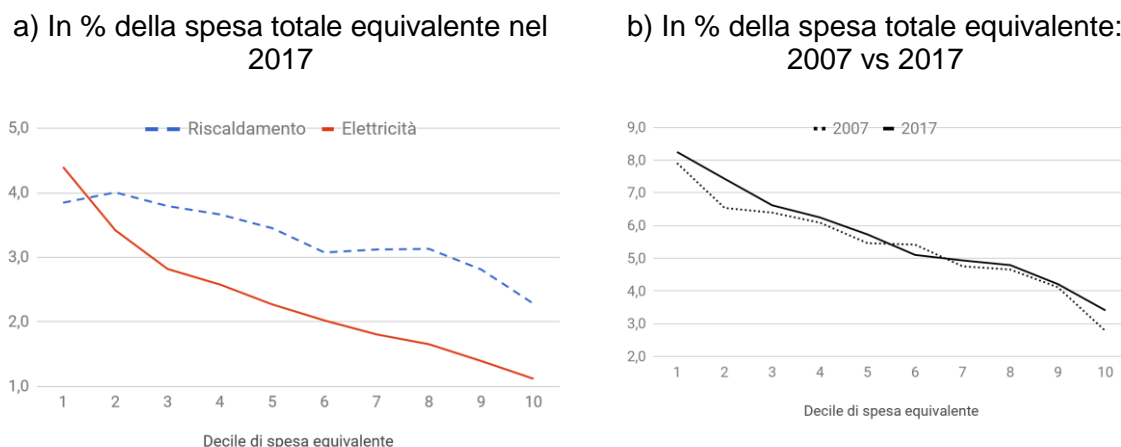 a) In % della spesa totale equivalente nel
2017
Riscaldamento Elettricità
5,0
4,0
3,0
2,0
1,0
1 2 3 4 5 6 7 8 9 10
Decile di spesa equivalente
b) In % della spesa totale equivalente:
2007 vs 2017
2007 2017
9,0
8,0
7,0
6,0
5,0
4,0
3,0
2,0
1 2 3 4 5 6 7 8 9 10
Decile di spesa equivalente